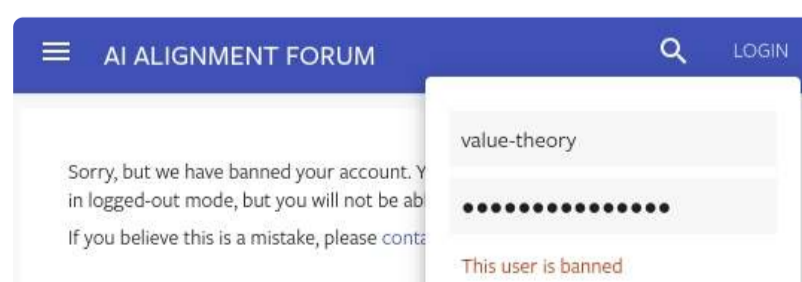 AI ALIGNMENT FORUM
LOGIN
value-theory
Sorry, but we have banned your account.
in logged-out mode, but you will not be
If you believe this is a mistake, please
This user is banned